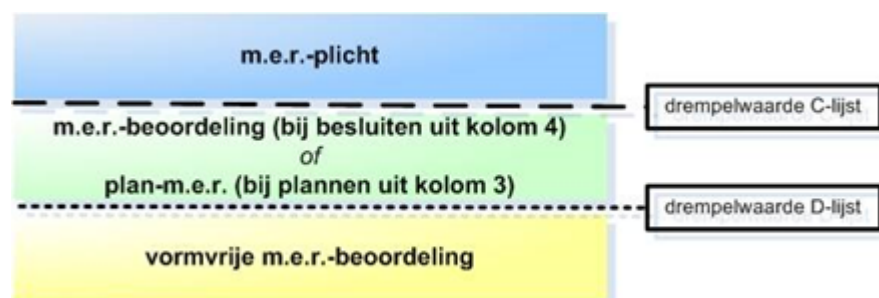 m.e.r.-plicht
drempelwaarde C-lijst
m.e.r.-beoordeling (bij besluiten uit kolom 4)
of
plan-m.e.r. (bij plannen uit kolom 3)
drempelwaarde D-lijst
vormvrije m.e.r.-beoordeling